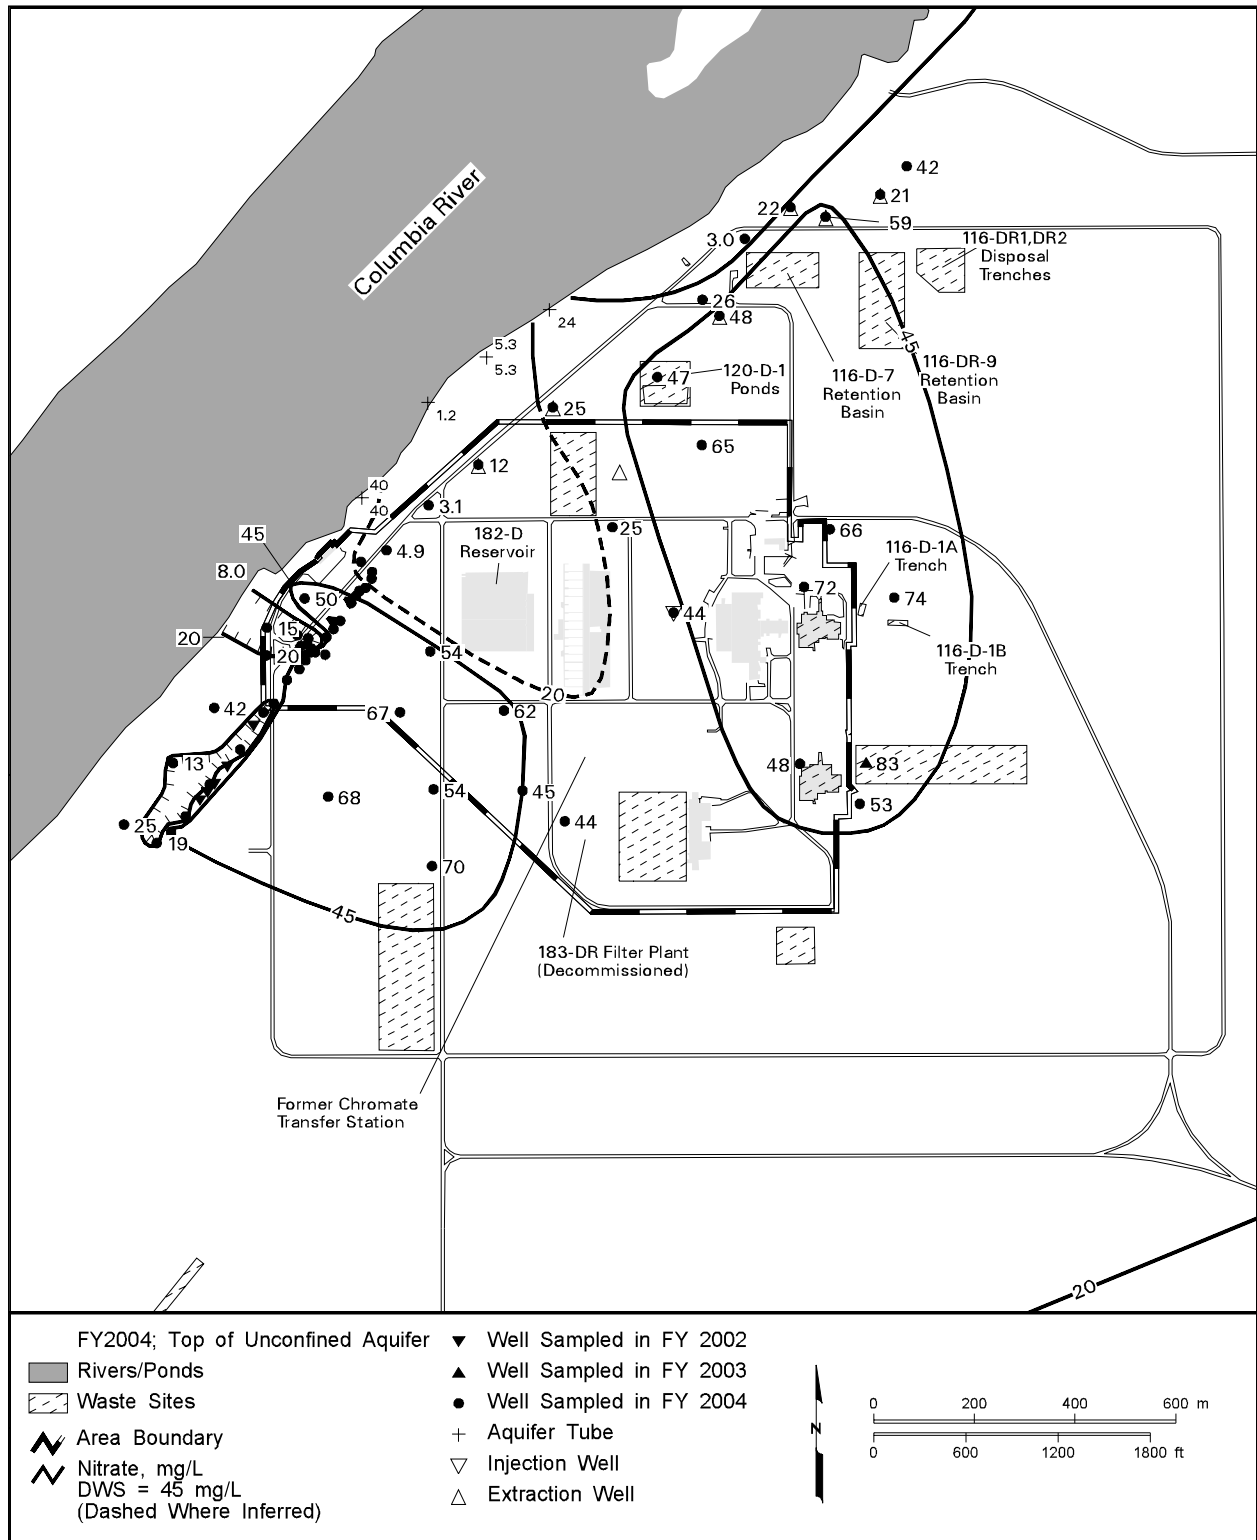 Columbia River
42
21
22
59
3.0
116-DR1,DR2
Disposal
Trenches
26
48
24
5.3
5.3
45
47
120-D-1
Ponds
116-D-7
Retention
Basin
116-DR-9
Retention
Basin
1.2
25
65
12
40
40
3.1
25
66
45
182-D
Reservoir
4.9
116-D-1A
Trench
8.0
72
74
50
44
15
20
20
54
116-D-1B
Trench
20
42
67
62
13
48
83
68
54
45
53
25
44
19
70
45
183-DR Filter Plant
(Decommissioned)
Former Chromate
Transfer Station
20
FY2004; Top of Unconfined Aquifer
Rivers/Ponds
Waste Sites
Area Boundary
Nitrate, mg/L
DWS = 45 mg/L
(Dashed Where Inferred)
Well Sampled in FY 2002
Well Sampled in FY 2003
Well Sampled in FY 2004
Aquifer Tube
Injection Well
Extraction Well
N
0 200 400 600 m
0 600 1200 1800 ft